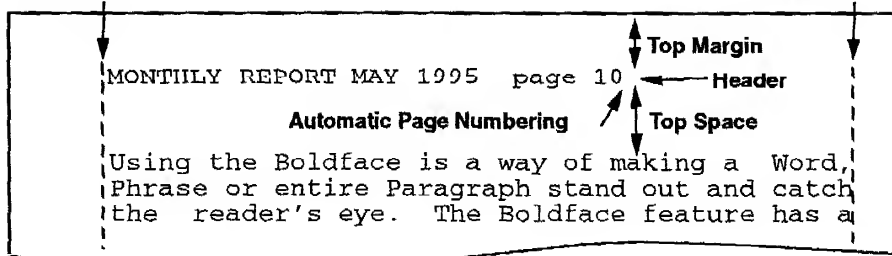 Top Margin
MONTHLY REPORT MAY 1995 page 10
Header
Automatic Page Numbering
Top Space
Using the Boldface is a way of making a Word,
Phrase or entire Paragraph stand out and catch
the reader's eye. The Boldface feature has a